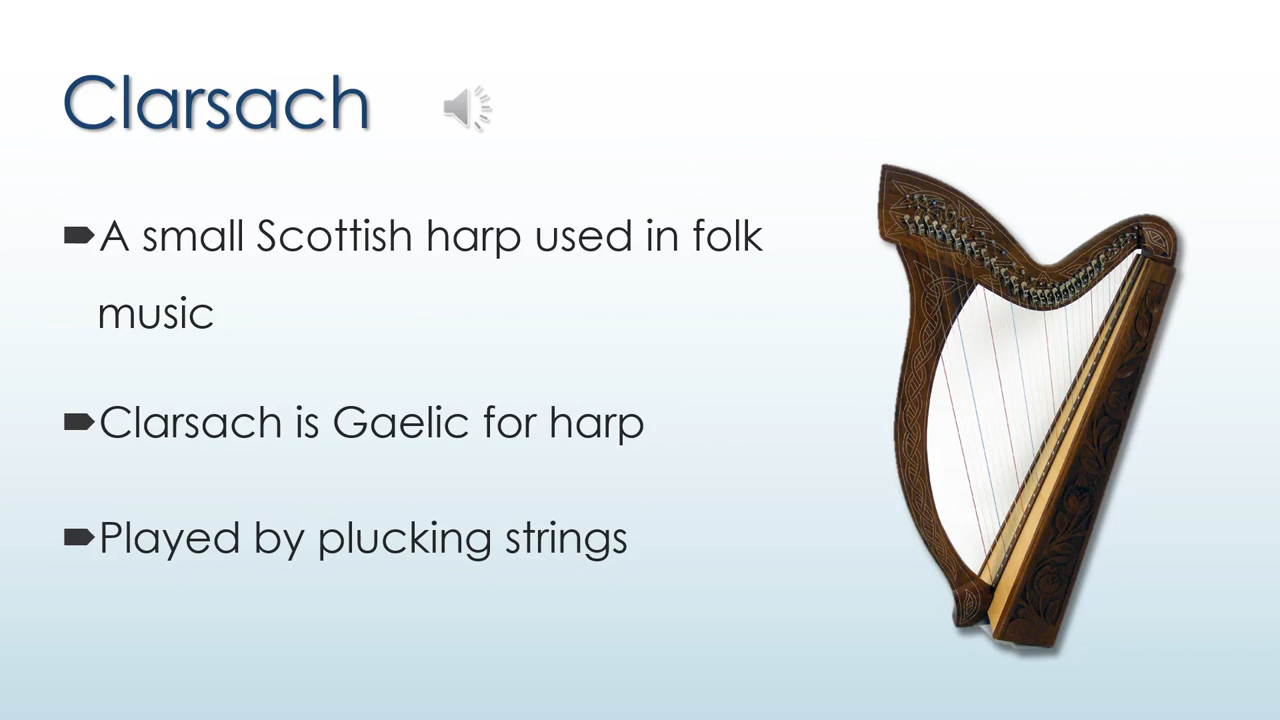 Clarsach
A small Scottish harp used in folk
music
Clarsach is Gaelic for harp
Played by plucking strings